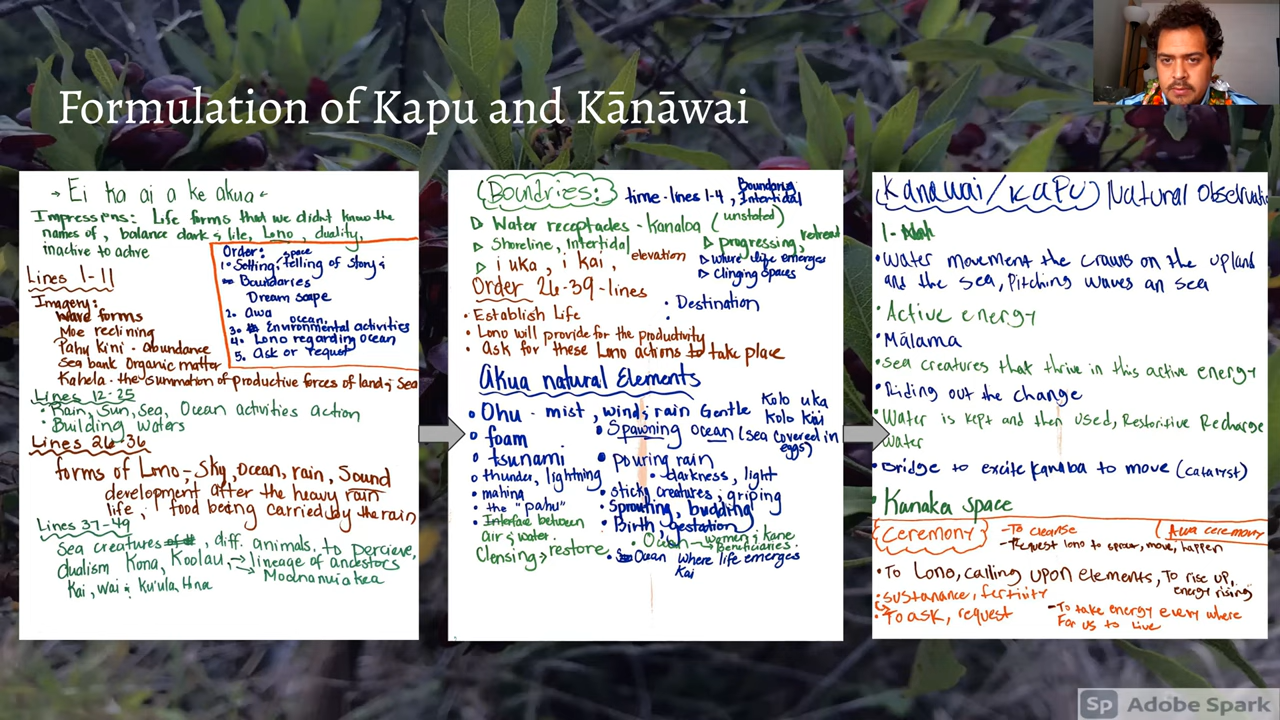 Formulation of Kapu and Kānāwai
→ Ei ka ai a ke akua ←
Impressions: Life forms that we didnt know the
names of, balance dark & lite, Lono, duality,
inactive to active
Order: space
1. Setting, telling of story;
Boundaries
Dream scape
2. Awa
ocean.
3. Environmental activities
4. Lono regarding ocean
5. Ask or request
Lines 1-11
Imagery:
wave forms
Moe reclining
Pahu Kini - abundance
Sea bank Organic matter
Kahela - the summation of productive forces of land & sea
Lines 12-25
• Rain, Sun, Sea, Ocean activities action
• Building waters
Lines 26-36
forms of Lono - Sky, ocean, rain, Sound
development after the heavy rain
life, food being carried by the rain
Lines 37-49
Sea creatures, diff. animals, to percieve,
dualism Kona, Koolau, → lineage of ancestors
Kai, wai & Ku'ula, Hina → Moananuiakea
Boundries:
time - lines 1-4, Boundaries
Intertidal
▷ Water receptacles - Kanaloa (unstated)
▷ Shoreline, Intertidal
▷ progressing, retreat
▷ i uka, i kai, elevation
▷ where life emerges
▷ clinging spaces
Order 26-39-lines
• Destination
• Establish Life
• Lono will provide for the productivity
• Ask for these Lono actions to take place
Akua natural Elements
• Ohu - mist, wind, rain Gentle
Kolo uka
Kolo Kai
• foam
• Spawning ocean (sea covered in
eggs)
• tsunami
• Pouring rain
• thunder, lightning
• darkness, light
• mahina
• sticky creatures, griping
• the "pahu"
• Sprouting, budding
• Interface between
air & water.
• Birth, gestation
• Ocean → women & kane
Beneficiaries.
Clensing → restore
• Ocean where life emerges
Kai
Kanawai/KAPU) Natural Observatio
1-
• Water movement the crawls on the upland
and the sea, Pitching waves an sea
• Active energy
• Mālama
• Sea creatures that thrive in this active energy
• Riding out the change
• Water is kept and then used, Restoritive Recharge
water
• Bridge to excite Kanaloa to move (catalyst)
• Kanaka space
Ceremony
- To cleanse
Awa ceremony
- Request lono to move, happen
• To Lono, calling upon elements, To rise up,
energy rising
• sustanance, fertivity
• To ask, request
- To take energy every where
For us to live
Sp Adobe Spark